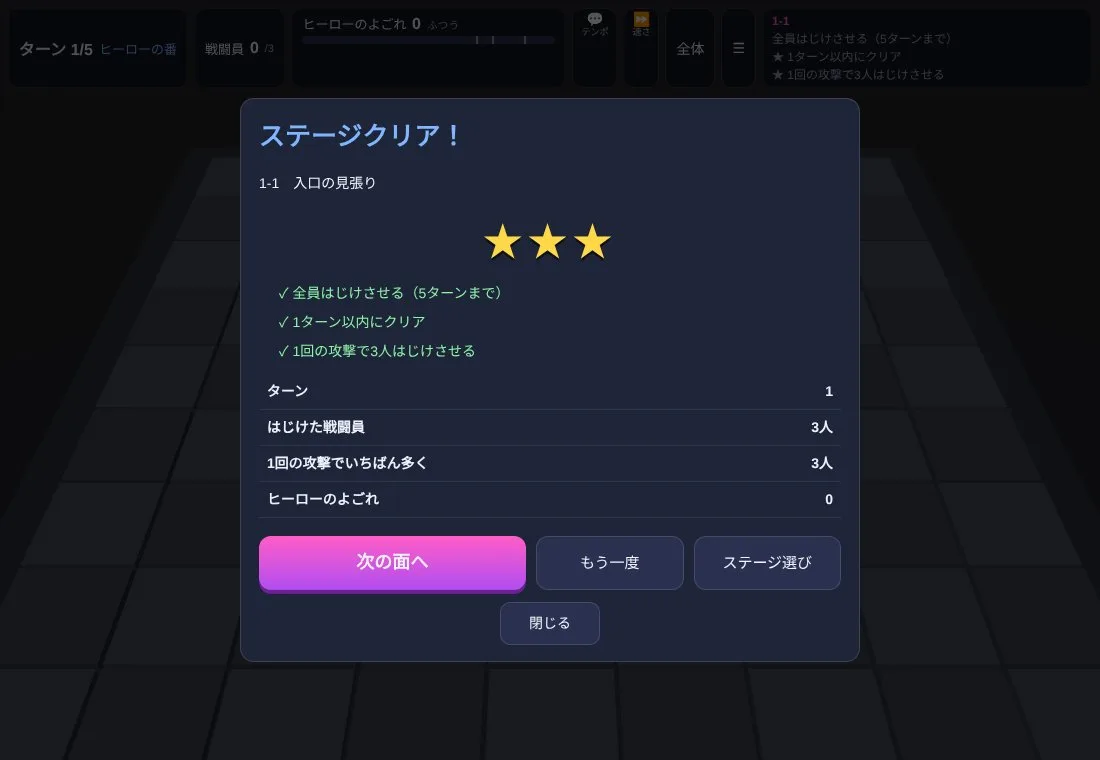 ターン 1/5 ヒーローの番
戦闘員 0 /3
ヒーローのよごれ 0 ふつう
テンポ
速さ
全体
☰
1-1
全員はじけさせる（5ターンまで）
★ 1ターン以内にクリア
★ 1回の攻撃で3人はじけさせる
ステージクリア！
1-1 入口の見張り
★★★
✓ 全員はじけさせる（5ターンまで）
✓ 1ターン以内にクリア
✓ 1回の攻撃で3人はじけさせる
ターン 1
はじけた戦闘員 3人
1回の攻撃でいちばん多く 3人
ヒーローのよごれ 0
次の面へ
もう一度
ステージ選び
閉じる